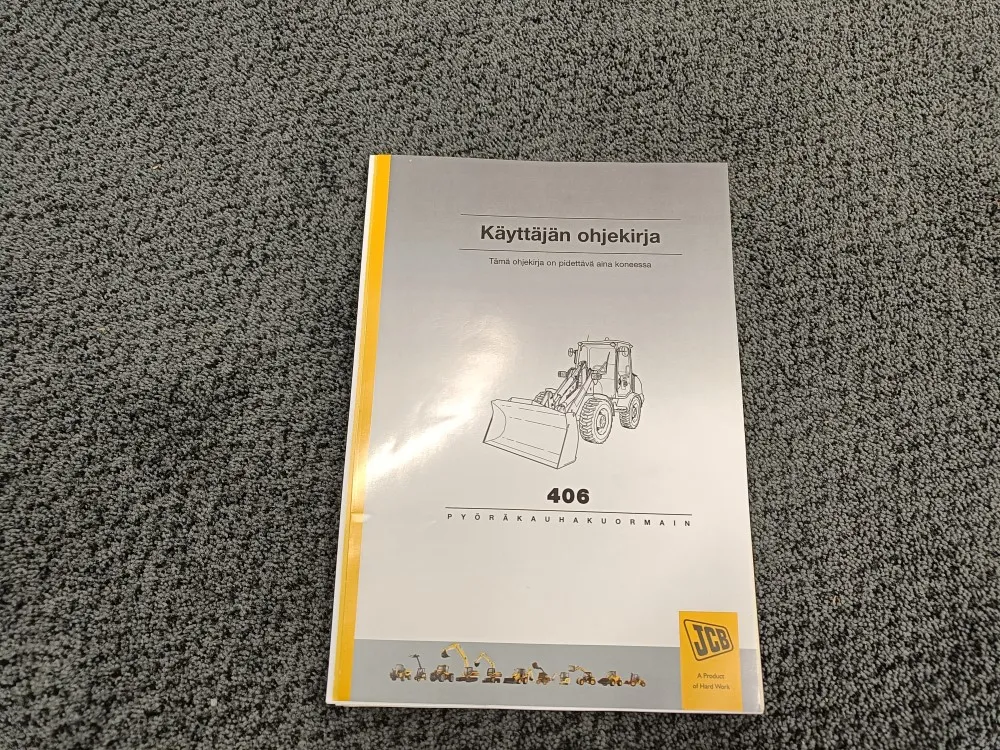 Käyttäjän ohjekirja
Tämä ohjekirja on pidettävä aina koneessa
406
PYÖRÄKAUHAKUORMAIN
JCB
A Product
of Hard Work